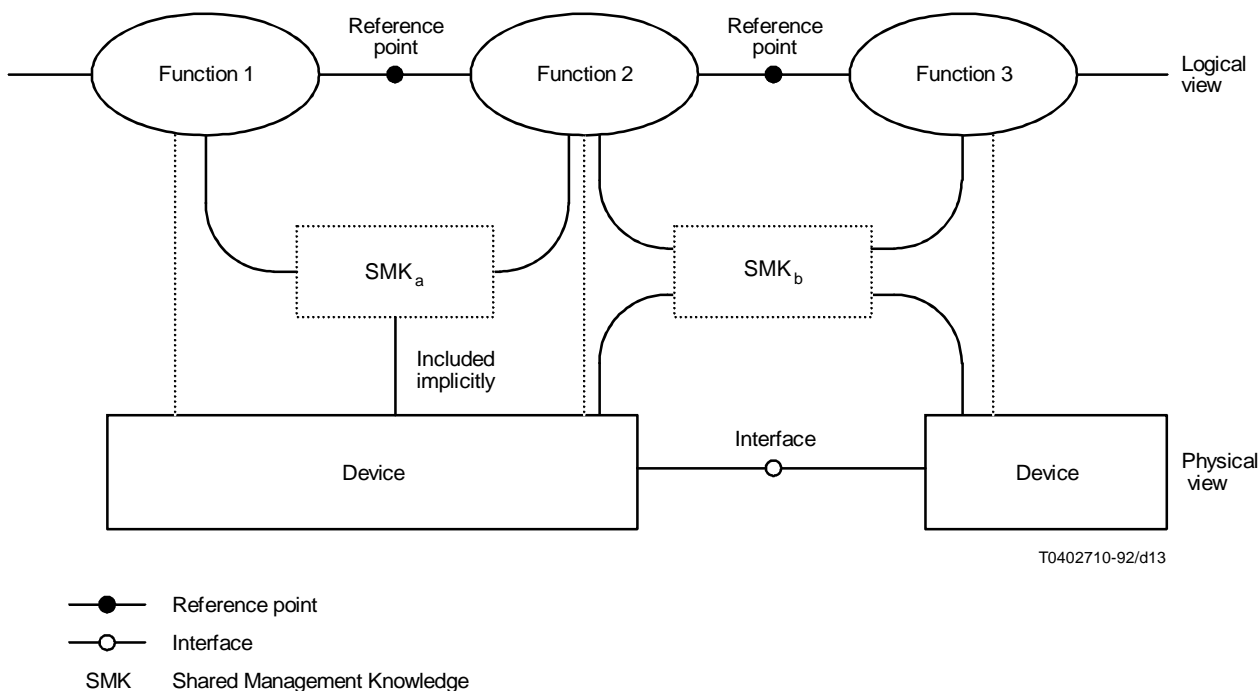 Reference
point
Reference
point
Function 1
Function 2
Function 3
Logical
view
SMKa
SMKb
Included
implicitly
Device
Interface
Device
Physical
view
T0402710-92/d13
Reference point
Interface
SMK Shared Management Knowledge